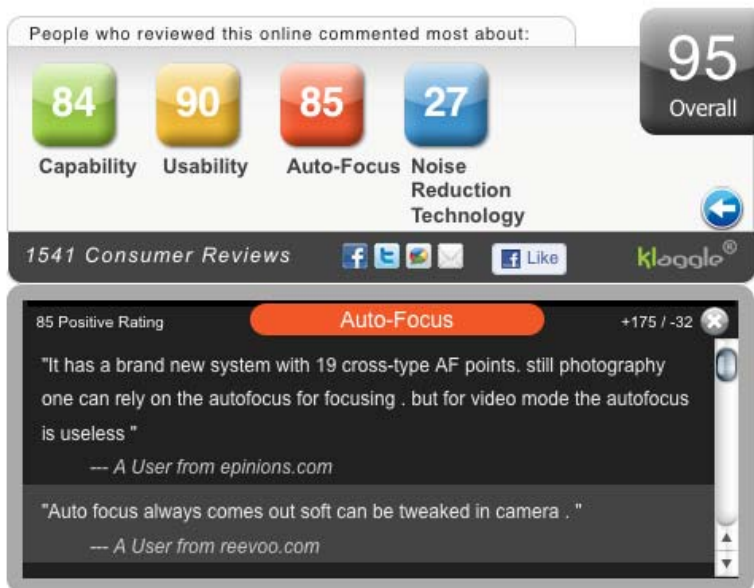 People who reviewed this online commented most about:
95
Overall
84
90
85
27
Capability
Usability
Auto-Focus
Noise
Reduction
Technology
1541 Consumer Reviews
Like
klaggle®
85 Positive Rating
Auto-Focus
+175 / -32
"It has a brand new system with 19 cross-type AF points. still photography
one can rely on the autofocus for focusing . but for video mode the autofocus
is useless "
--- A User from epinions.com
"Auto focus always comes out soft can be tweaked in camera . "
--- A User from reevoo.com